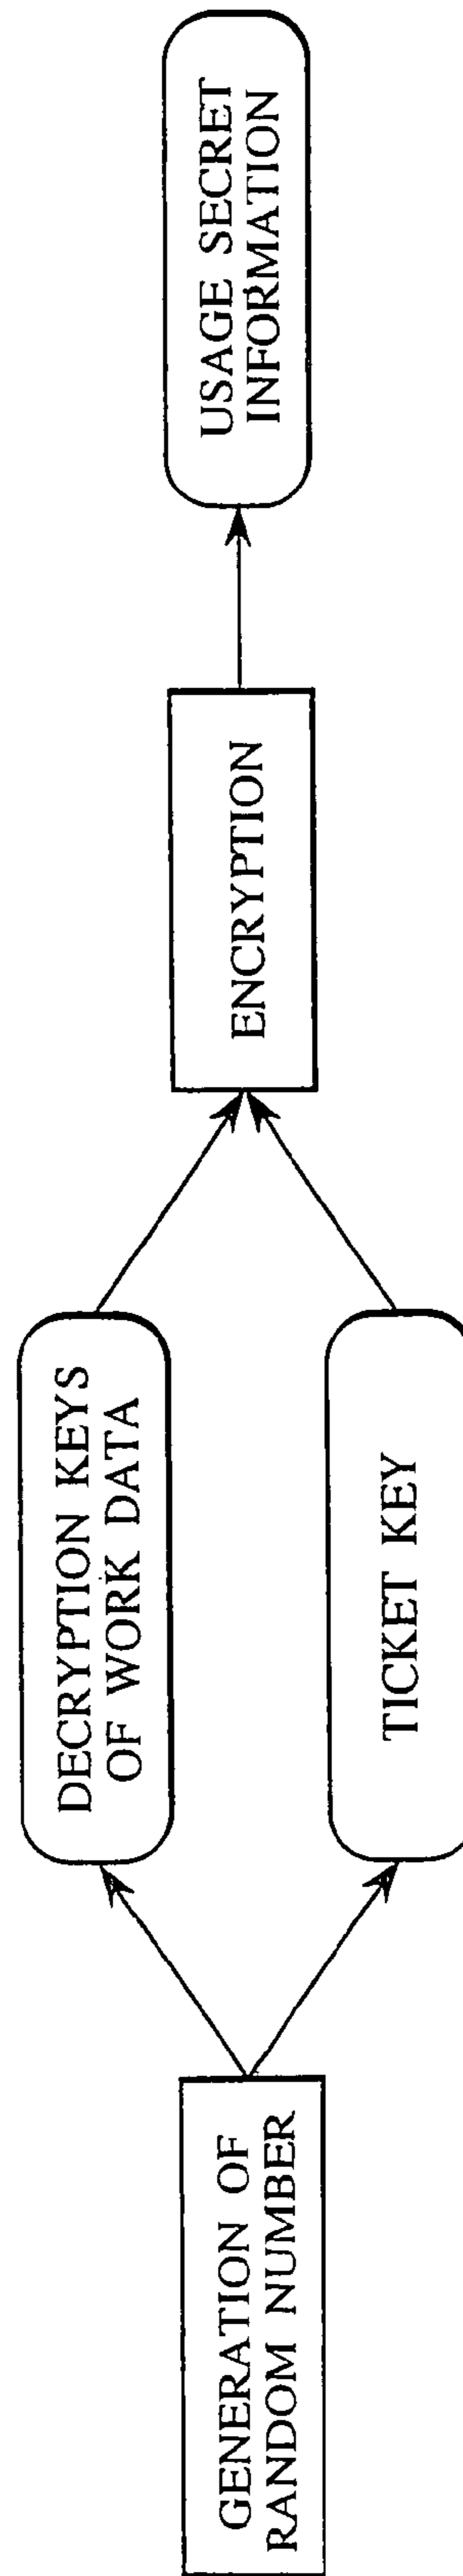 GENERATION OF
RANDOM NUMBER
DECRYPTION KEYS
OF WORK DATA
TICKET KEY
ENCRYPTION
USAGE SECRET
INFORMATION